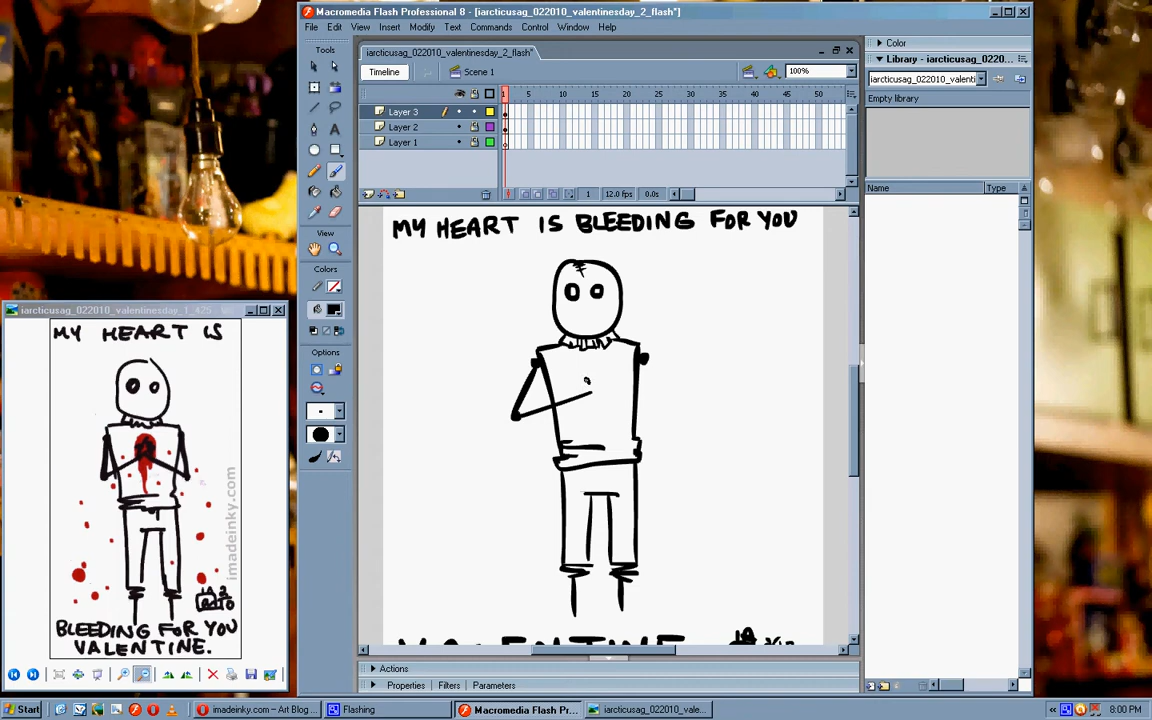 Macromedia Flash Professional 8 - [iarcticusag_022010_valentinesday_2_flash*]
File Edit View Insert Modify Text Commands Control Window Help
Tools
View
Colors
Options
iarcticusag_022010_valentinesday_2_flash*
Timeline
Scene 1
100%
1 5 10 15 20 25 30 35 40 45 50
Layer 3
Layer 2
Layer 1
1 12.0 fps 0.0s
MY HEART IS BLEEDING FOR YOU
VALENTINE
Actions
Properties Filters Parameters
Color
Library - iarcticusag_0220...
iarcticusag_022010_valenti
Empty library
Name Type
iarcticusag_022010_valentinesday_1_425 -
MY HEART IS
imadeinky.com
BLEEDING FOR YOU
VALENTINE.
Start
imadeinky.com – Art Blog ...
Flashing
Macromedia Flash Pr...
iarcticusag_022010_vale...
8:00 PM